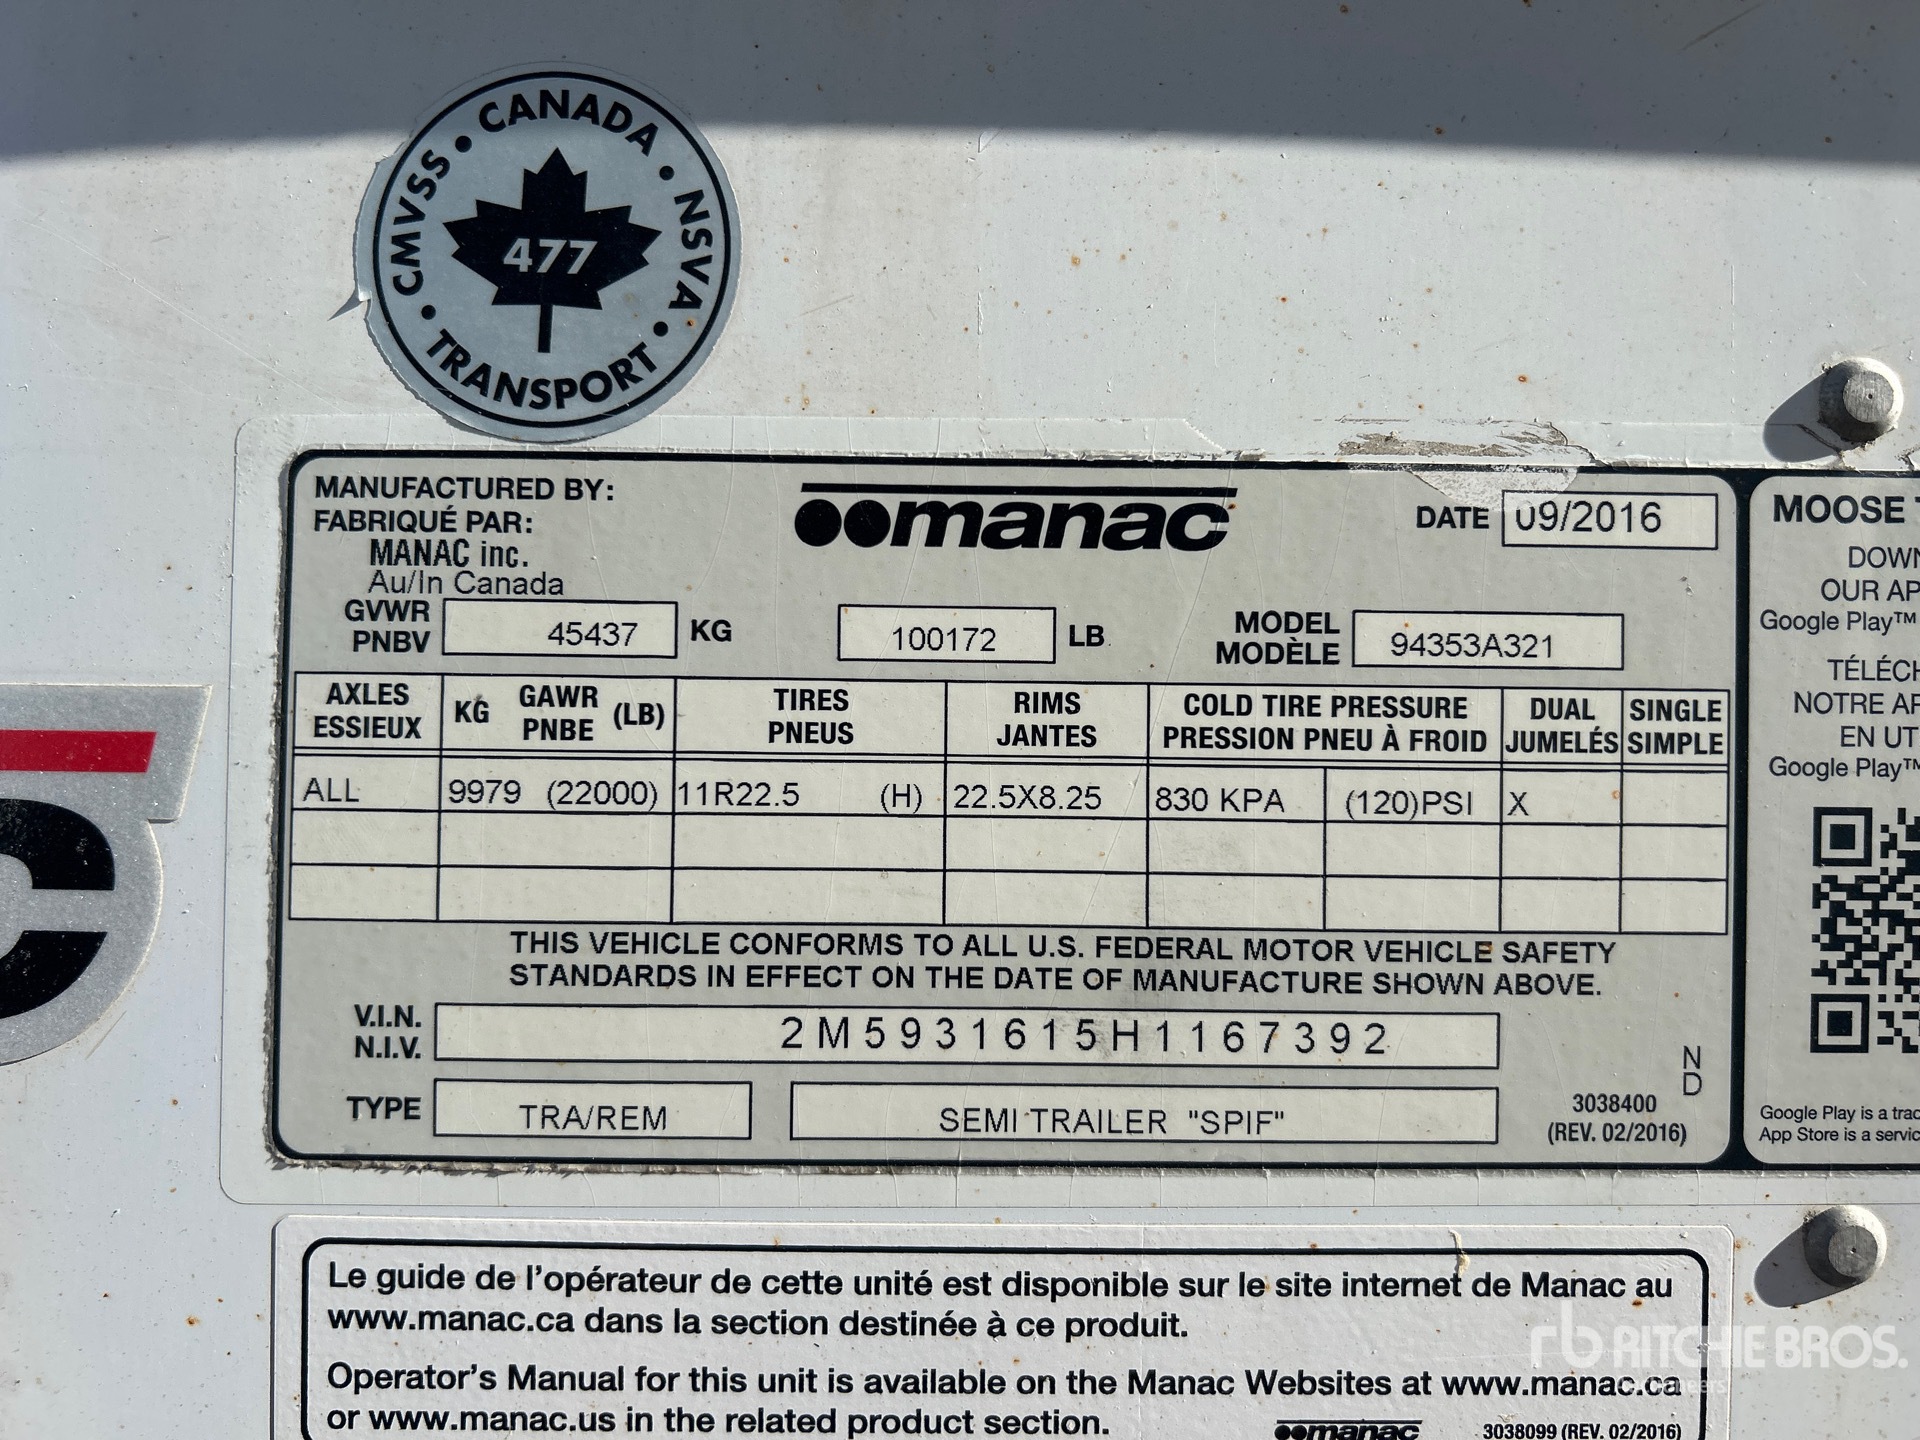 CANADA • NSVA • TRANSPORT • CMVSS •
477
MANUFACTURED BY:
FABRIQUÉ PAR:
MANAC inc.
Au/In Canada
manac
DATE 09/2016
GVWR
PNBV 45437 KG 100172 LB
MODEL
MODÈLE 94353A321
AXLES
ESSIEUX
KG GAWR
PNBE (LB)
TIRES
PNEUS
RIMS
JANTES
COLD TIRE PRESSURE
PRESSION PNEU À FROID
DUAL
JUMELÉS
SINGLE
SIMPLE
ALL 9979 (22000) 11R22.5 (H) 22.5X8.25 830 KPA (120)PSI X
THIS VEHICLE CONFORMS TO ALL U.S. FEDERAL MOTOR VEHICLE SAFETY
STANDARDS IN EFFECT ON THE DATE OF MANUFACTURE SHOWN ABOVE.
V.I.N.
N.I.V. 2M5931615H1167392
TYPE TRA/REM SEMI TRAILER "SPIF"
N
D
3038400
(REV. 02/2016)
MOOSE
DOWN
OUR AP
Google Play™
TÉLÉCH
NOTRE AP
EN UT
Google Play™
Google Play is a trad
App Store is a servic
Le guide de l'opérateur de cette unité est disponible sur le site internet de Manac au
www.manac.ca dans la section destinée à ce produit.
Operator's Manual for this unit is available on the Manac Websites at www.manac.ca
or www.manac.us in the related product section.
manac 3038099 (REV. 02/2016)
C
rb RITCHIE BROS.